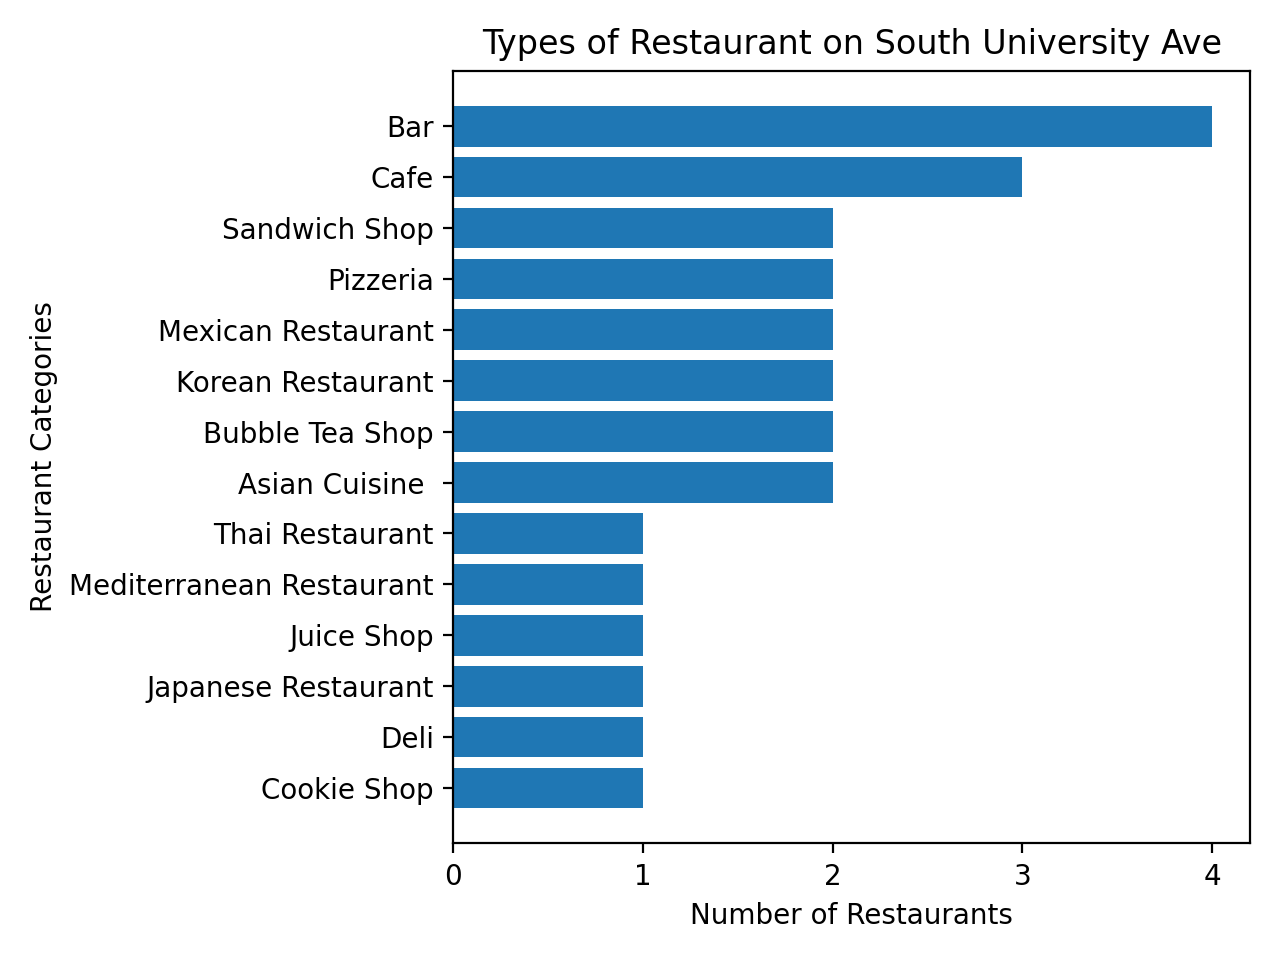 Types of Restaurant on South University Ave
Restaurant Categories
Bar
Cafe
Sandwich Shop
Pizzeria
Mexican Restaurant
Korean Restaurant
Bubble Tea Shop
Asian Cuisine
Thai Restaurant
Mediterranean Restaurant
Juice Shop
Japanese Restaurant
Deli
Cookie Shop
0 1 2 3 4
Number of Restaurants